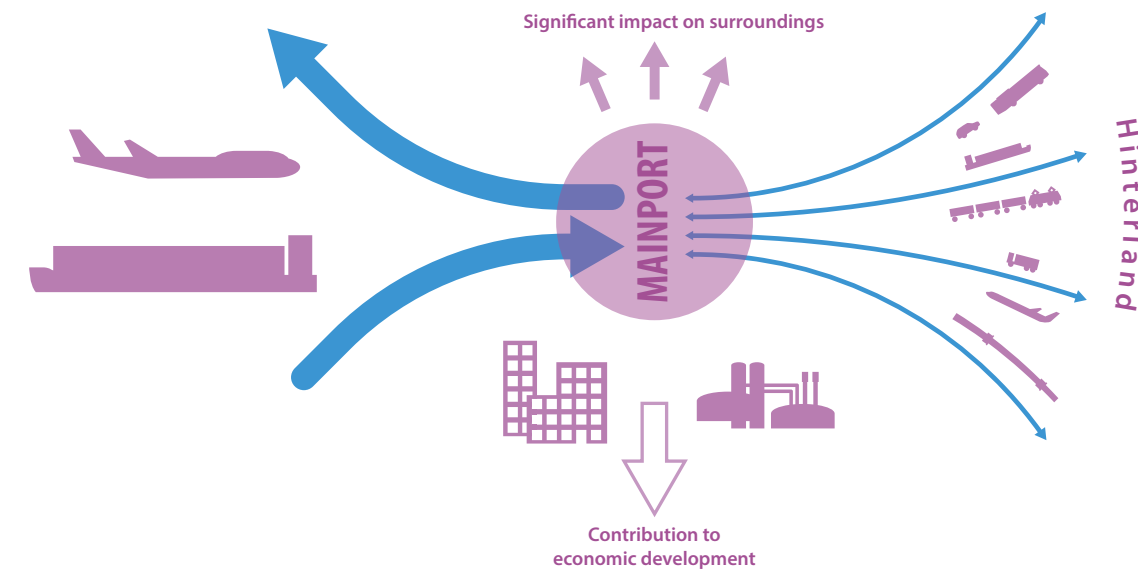 Significant impact on surroundings
MAINPORT
Hinterland
Contribution to
economic development